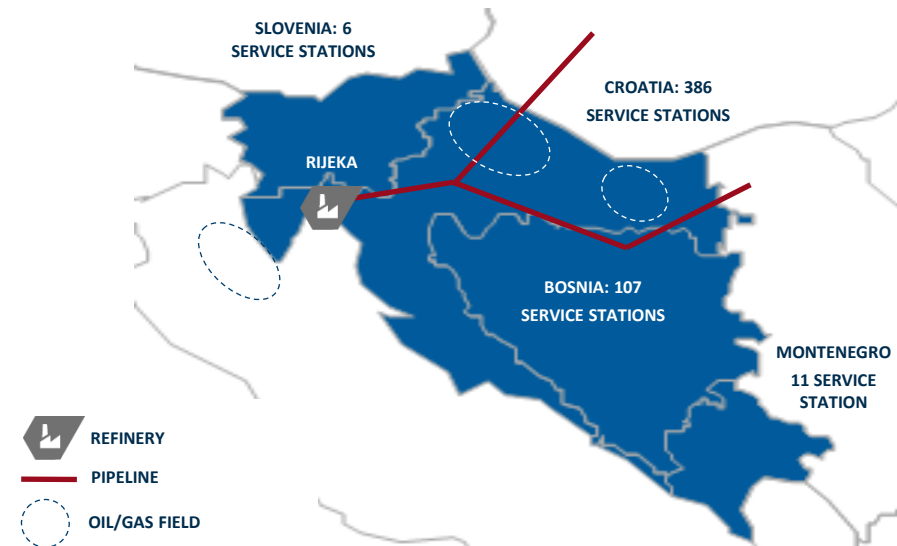 SLOVENIA: 6
SERVICE STATIONS
CROATIA: 386
SERVICE STATIONS
RIJEKA
BOSNIA: 107
SERVICE STATIONS
MONTENEGRO
11 SERVICE
STATION
REFINERY
PIPELINE
OIL/GAS FIELD